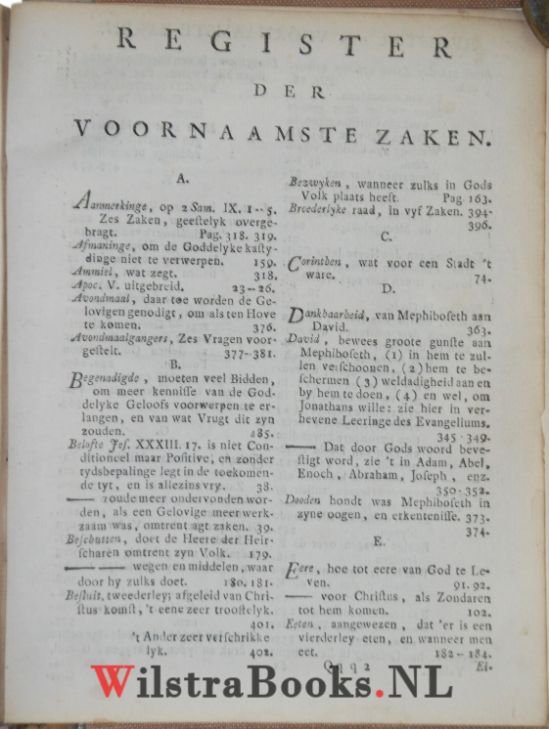 REGISTER
DER
VOORNAAMSTE ZAKEN.
A.
Aanmerkinge, op 2 Sam. IX. 1--5.
Zes Zaken, geestelyk overge-
bragt. Pag. 318. 319.
Afmaninge, om de Goddelyke kasty-
dinge niet te verwerpen. 159.
Ammiel, wat zegt. 318.
Apoc. V. uitgebreid. 23-26.
Avondmaal, daar toe worden de Ge-
lovigen genodigt, om als ten Hove
te komen. 376.
Avondmaalgangers, Zes Vragen voor-
gestelt. 377-381.
B.
Begenadigde, moeten veel Bidden,
om meer kennisse van de God-
delyke Geloofs voorwerpen te er-
langen, en van wat Vrugt dit zyn
zouden. 485.
Belofte Jes. XXXIII. 17. is niet Con-
ditioneel maar Positive, en zonder
rydsbepalinge legt in de toekomen-
de tyt, en is allezins vry. 38.
—— zoude meer ondervonden wor-
den, als een Gelovige meer werk-
zaam was, omtrent agt zaken. 39.
Beschutten, doet de Heere der Heir-
scharen omtrent zyn Volk. 179.
—— —— wegen en middelen, waar
door hy zulks doet. 180. 181.
Besluit, tweederley; afgeleid van Chri-
stus komst, 't eene zeer troostelyk.
401.
't Ander zeer verschrikke
lyk. 402.
Bezwyken, wanneer zulks in Gods
Volk plaats heeft. Pag. 163.
Broederlyke raad, in vyf Zaken. 394-
396.
C.
Corinthen, wat voor een Stadt 't
ware. 74.
D.
Dankbaarheid, van Mephiboseth aan
David. 363.
David, bewees groote gunste aan
Mephiboseth, (1) in hem te zul-
len verschoonen, (2) hem te be-
schermen (3) weldadigheid aan en
by hem te doen, (4) en wel, om
Jonathans wille: zie hier in ver-
hevene Leeringe des Evangeliums.
345-349.
—— Dat door Gods woord beve-
stigt word, zie 't in Adam, Abel,
Enoch, Abraham, Joseph, enz.
350-352.
Dooden hondt was Mephiboseth in
zyne oogen, en erkentenisse. 373.
374.
E.
Eere, hoe tot eere van God te Le-
ven. 91. 92.
—— voor Christus, als Zondaren
tot hem komen. 102.
Eeten, aangewezen, dat 'er is een
vierderley eten, en wanneer men
eet. 182-184.
Qqq 2 El-
WilstraBooks.NL